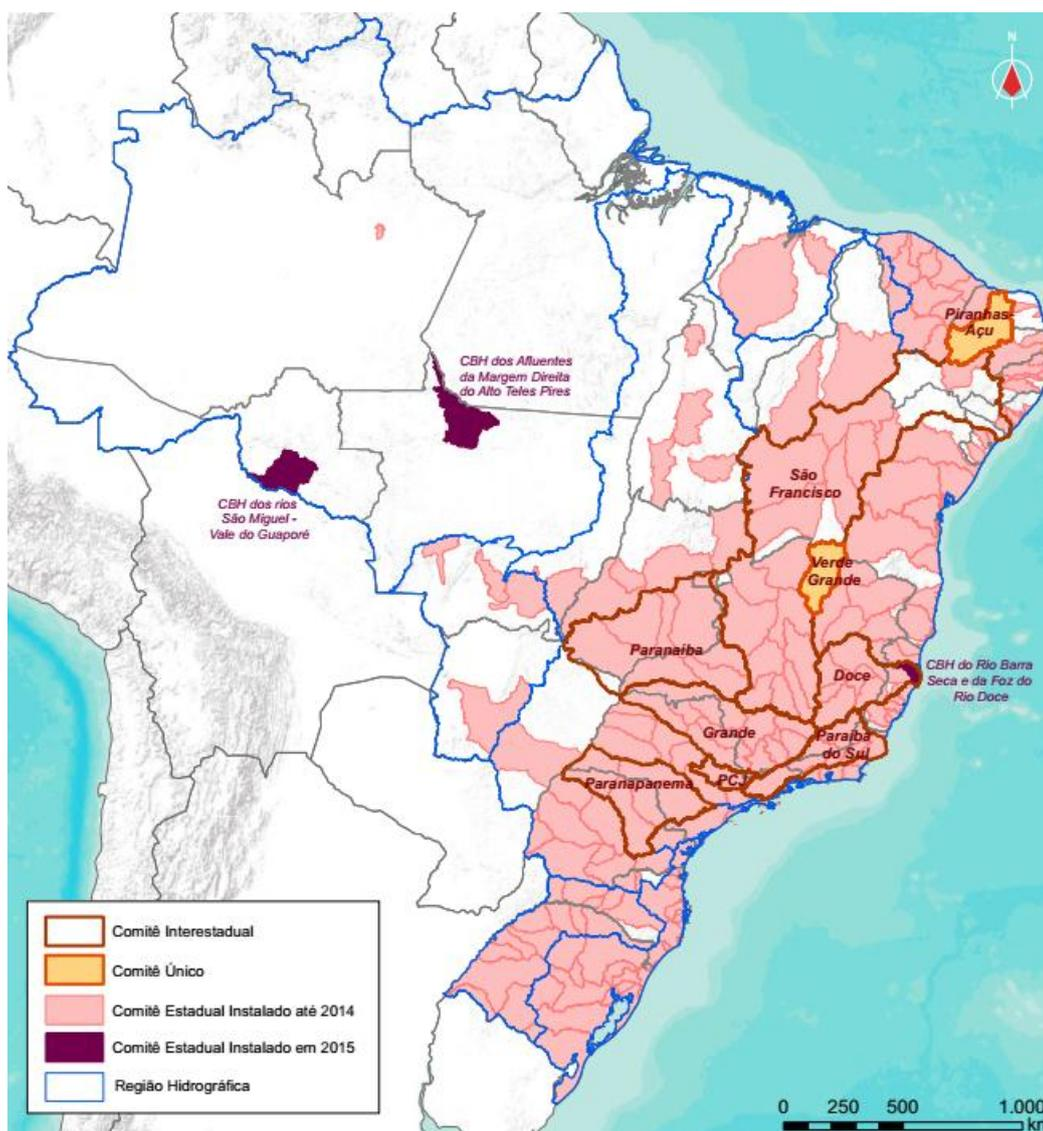 N
Piranhas-
Açu
CBH dos Afluentes
da Margem Direita
do Alto Teles Pires
São
Francisco
CBH dos rios
São Miguel -
Vale do Guaporé
Verde
Grande
Paranaíba
Doce
CBH do Rio Barra
Seca e da Foz do
Rio Doce
Grande
Paraíba
do Sul
Paranapanema
PCJ
Comitê Interestadual
Comitê Único
Comitê Estadual Instalado até 2014
Comitê Estadual Instalado em 2015
Região Hidrográfica
0 250 500 1.000
km